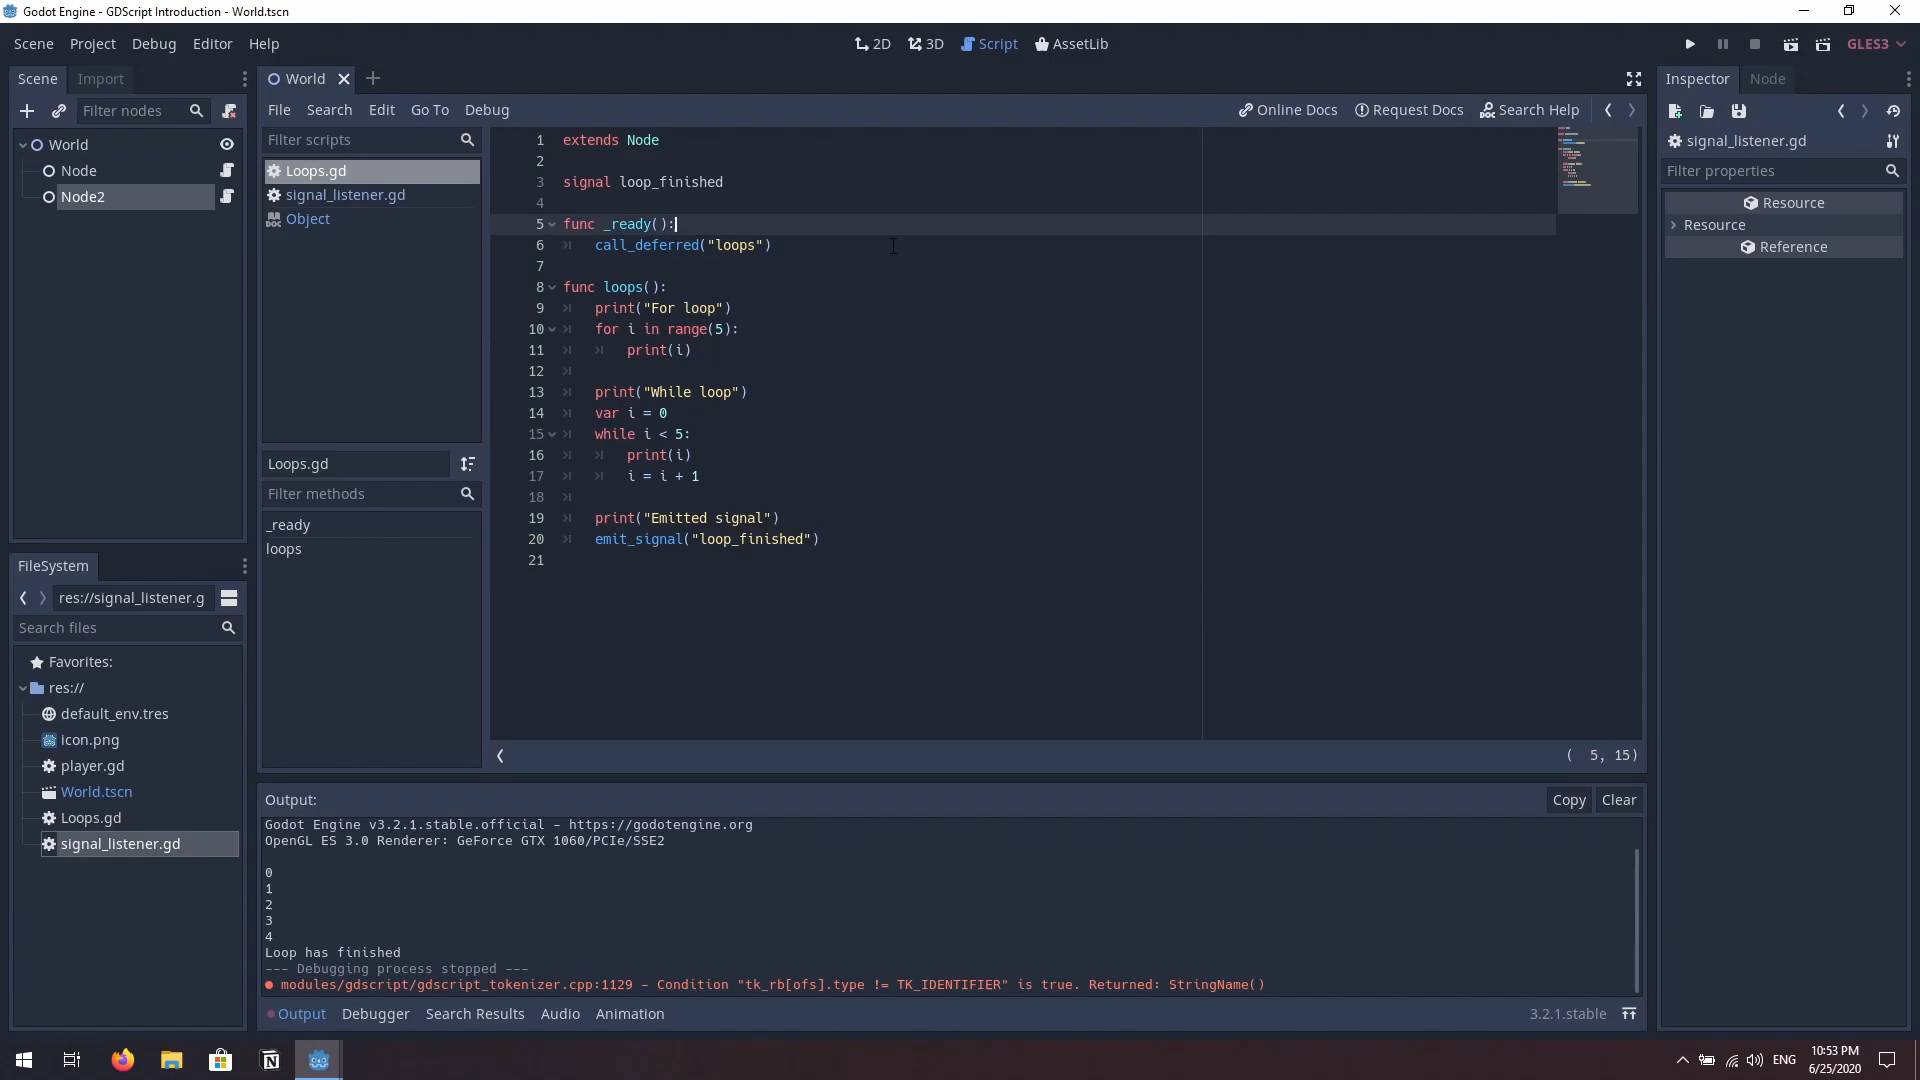 Godot Engine - GDScript Introduction - World.tscn
Scene Project Debug Editor Help
2D 3D Script AssetLib
GLES3
Scene Import
World
Inspector Node
Filter nodes
File Search Edit Go To Debug
Online Docs Request Docs Search Help
World
Node
Node2
Filter scripts
Loops.gd
signal_listener.gd
Object
Loops.gd
Filter methods
_ready
loops
1 extends Node
2
3 signal loop_finished
4
5 func _ready():
6 call_deferred("loops")
7
8 func loops():
9 print("For loop")
10 for i in range(5):
11 print(i)
12
13 print("While loop")
14 var i = 0
15 while i < 5:
16 print(i)
17 i = i + 1
18
19 print("Emitted signal")
20 emit_signal("loop_finished")
21
( 5, 15)
signal_listener.gd
Filter properties
Resource
Resource
Reference
FileSystem
res://signal_listener.g
Search files
Favorites:
res://
default_env.tres
icon.png
player.gd
World.tscn
Loops.gd
signal_listener.gd
Output:
Copy Clear
Godot Engine v3.2.1.stable.official - https://godotengine.org
OpenGL ES 3.0 Renderer: GeForce GTX 1060/PCIe/SSE2
0
1
2
3
4
Loop has finished
--- Debugging process stopped ---
modules/gdscript/gdscript_tokenizer.cpp:1129 - Condition "tk_rb[ofs].type != TK_IDENTIFIER" is true. Returned: StringName()
Output Debugger Search Results Audio Animation
3.2.1.stable
ENG
10:53 PM
6/25/2020